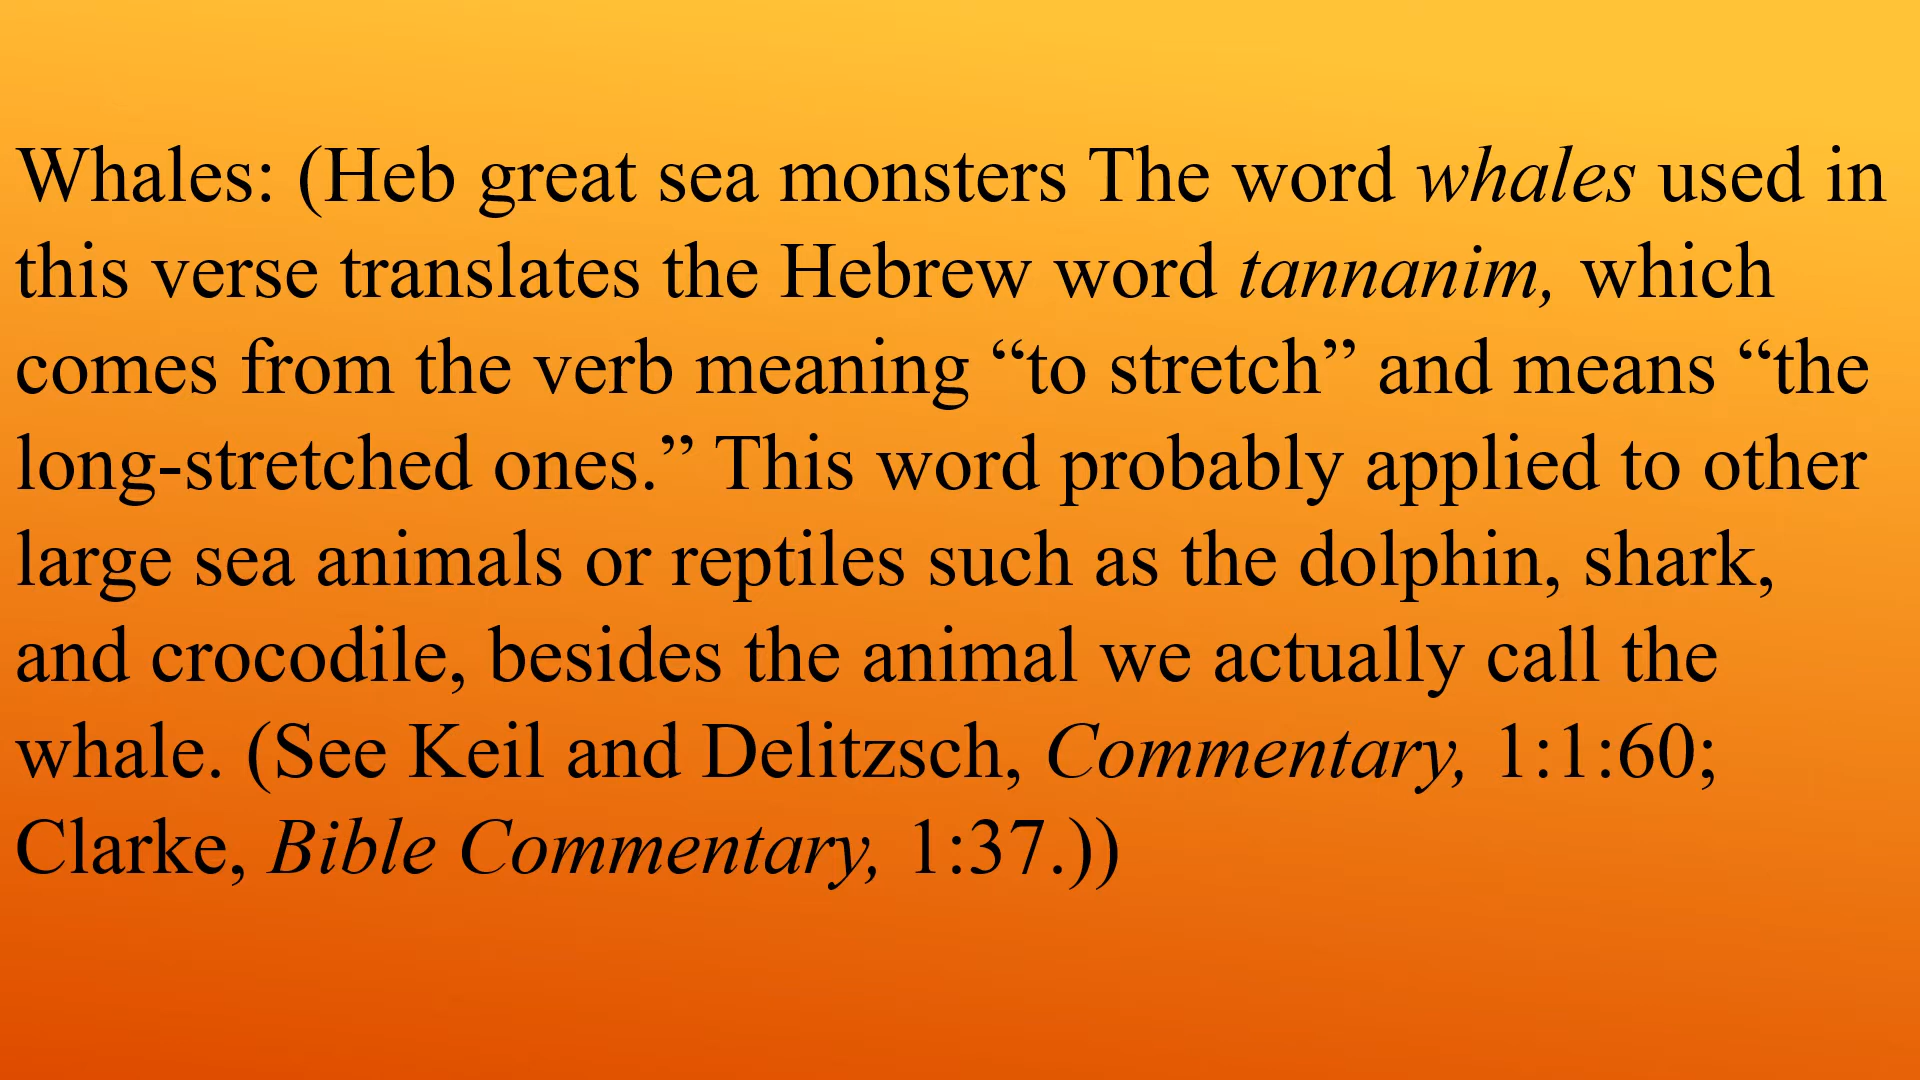 Whales: (Heb great sea monsters The word whales used in
this verse translates the Hebrew word tannanim, which
comes from the verb meaning “to stretch” and means “the
long-stretched ones.” This word probably applied to other
large sea animals or reptiles such as the dolphin, shark,
and crocodile, besides the animal we actually call the
whale. (See Keil and Delitzsch, Commentary, 1:1:60;
Clarke, Bible Commentary, 1:37.))